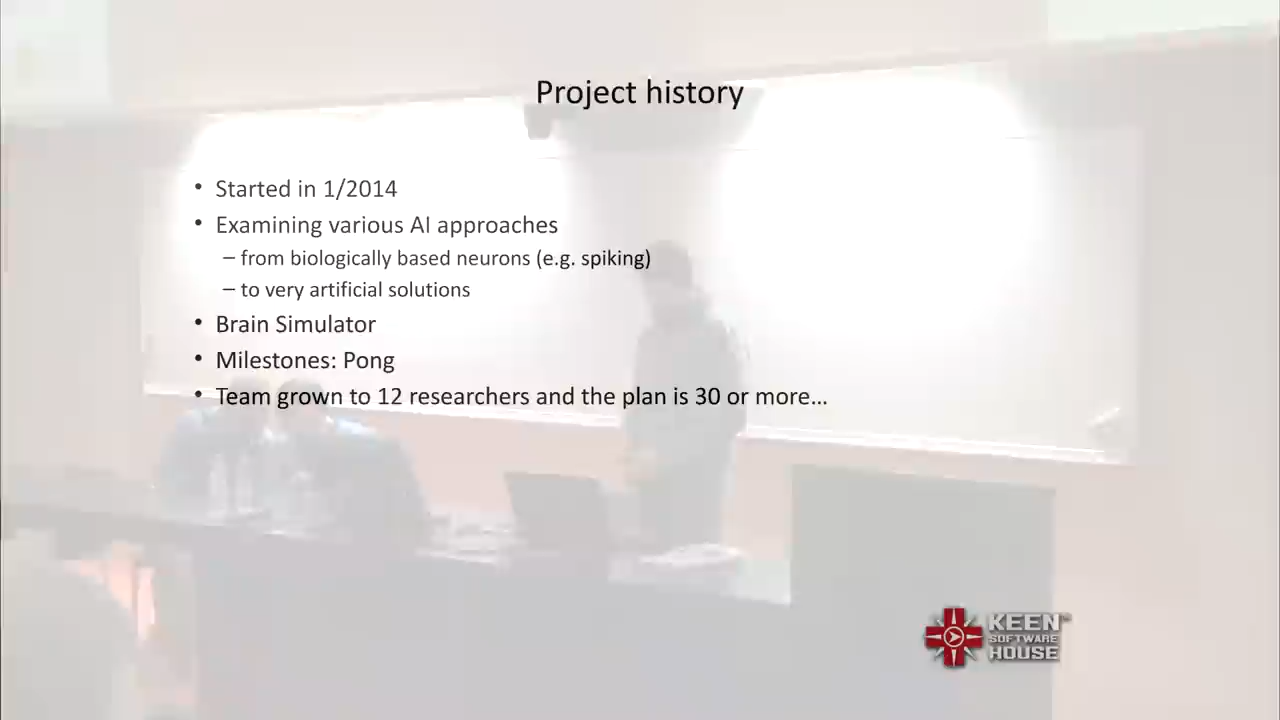 Project history
• Started in 1/2014
• Examining various AI approaches
– from biologically based neurons (e.g. spiking)
– to very artificial solutions
• Brain Simulator
• Milestones: Pong
• Team grown to 12 researchers and the plan is 30 or more…
KEEN
SOFTWARE
HOUSE